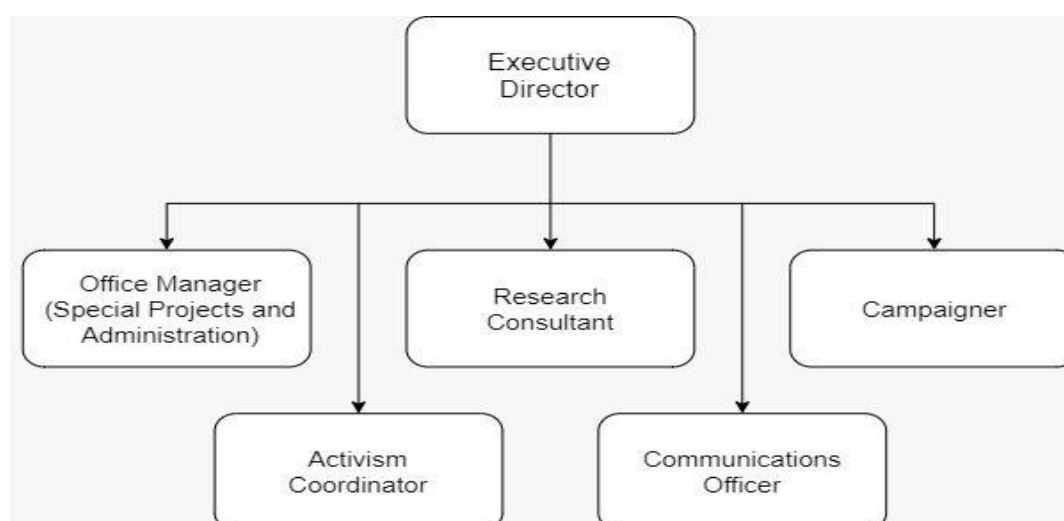 Executive
Director
Office Manager
(Special Projects and
Administration)
Research
Consultant
Campaigner
Activism
Coordinator
Communications
Officer